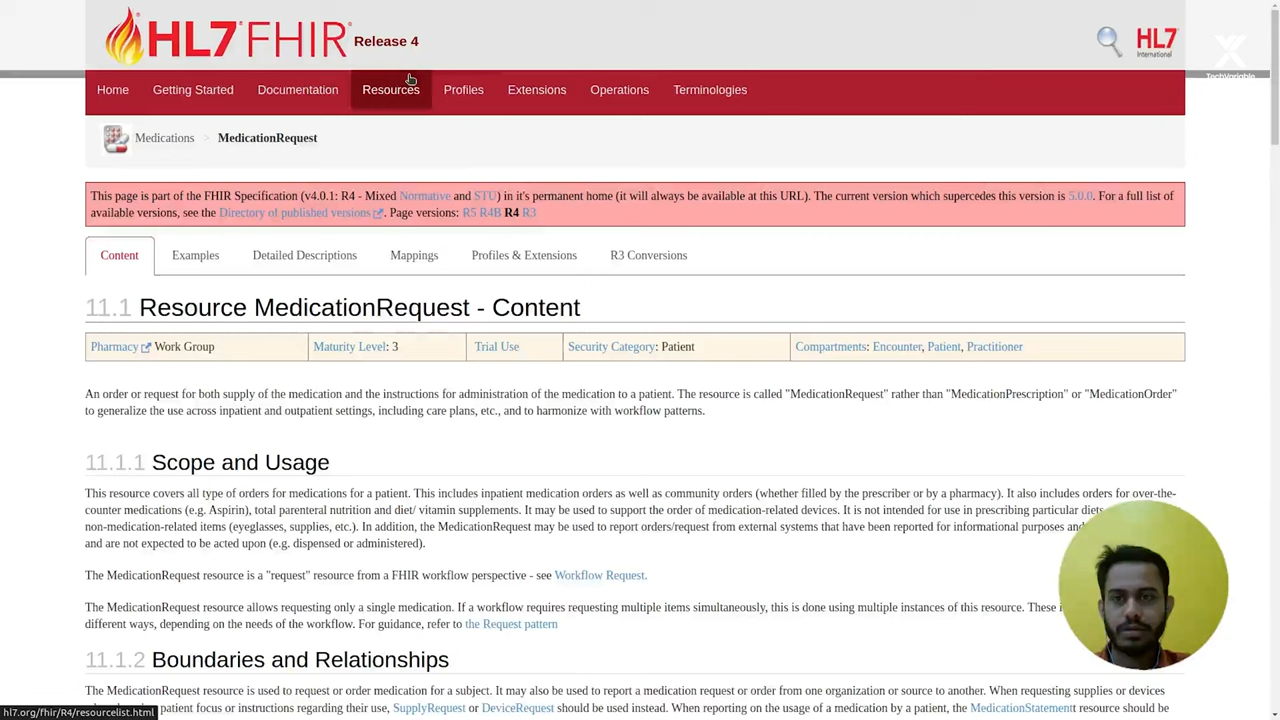 HL7 FHIR Release 4
HL7
International
TechVariable
Home Getting Started Documentation Resources Profiles Extensions Operations Terminologies
Medications > MedicationRequest
This page is part of the FHIR Specification (v4.0.1: R4 - Mixed Normative and STU) in it's permanent home (it will always be available at this URL). The current version which supercedes this version is 5.0.0. For a full list of
available versions, see the Directory of published versions. Page versions: R5 R4B R4 R3
Content Examples Detailed Descriptions Mappings Profiles & Extensions R3 Conversions
11.1 Resource MedicationRequest - Content
Pharmacy Work Group Maturity Level: 3 Trial Use Security Category: Patient Compartments: Encounter, Patient, Practitioner
An order or request for both supply of the medication and the instructions for administration of the medication to a patient. The resource is called "MedicationRequest" rather than "MedicationPrescription" or "MedicationOrder"
to generalize the use across inpatient and outpatient settings, including care plans, etc., and to harmonize with workflow patterns.
11.1.1 Scope and Usage
This resource covers all type of orders for medications for a patient. This includes inpatient medication orders as well as community orders (whether filled by the prescriber or by a pharmacy). It also includes orders for over-the-
counter medications (e.g. Aspirin), total parenteral nutrition and diet/ vitamin supplements. It may be used to support the order of medication-related devices. It is not intended for use in prescribing particular diets,
non-medication-related items (eyeglasses, supplies, etc.). In addition, the MedicationRequest may be used to report orders/request from external systems that have been reported for informational purposes and
and are not expected to be acted upon (e.g. dispensed or administered).
The MedicationRequest resource is a "request" resource from a FHIR workflow perspective - see Workflow Request.
The MedicationRequest resource allows requesting only a single medication. If a workflow requires requesting multiple items simultaneously, this is done using multiple instances of this resource. These
different ways, depending on the needs of the workflow. For guidance, refer to the Request pattern
11.1.2 Boundaries and Relationships
The MedicationRequest resource is used to request or order medication for a subject. It may also be used to report a medication request or order from one organization or source to another. When requesting supplies or devices
patient focus or instructions regarding their use, SupplyRequest or DeviceRequest should be used instead. When reporting on the usage of a medication by a patient, the MedicationStatement resource should be
hl7.org/fhir/R4/resourcelist.html